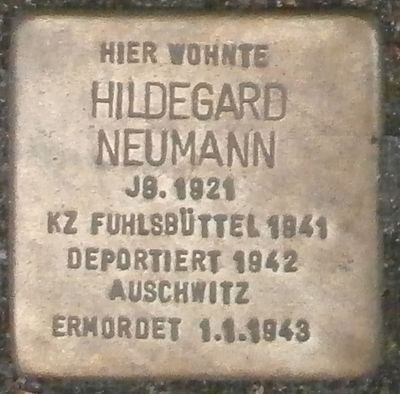 HIER WOHNTE
HILDEGARD
NEUMANN
JG. 1921
KZ FUHLSBÜTTEL 1941
DEPORTIERT 1942
AUSCHWITZ
ERMORDET 1.1.1943